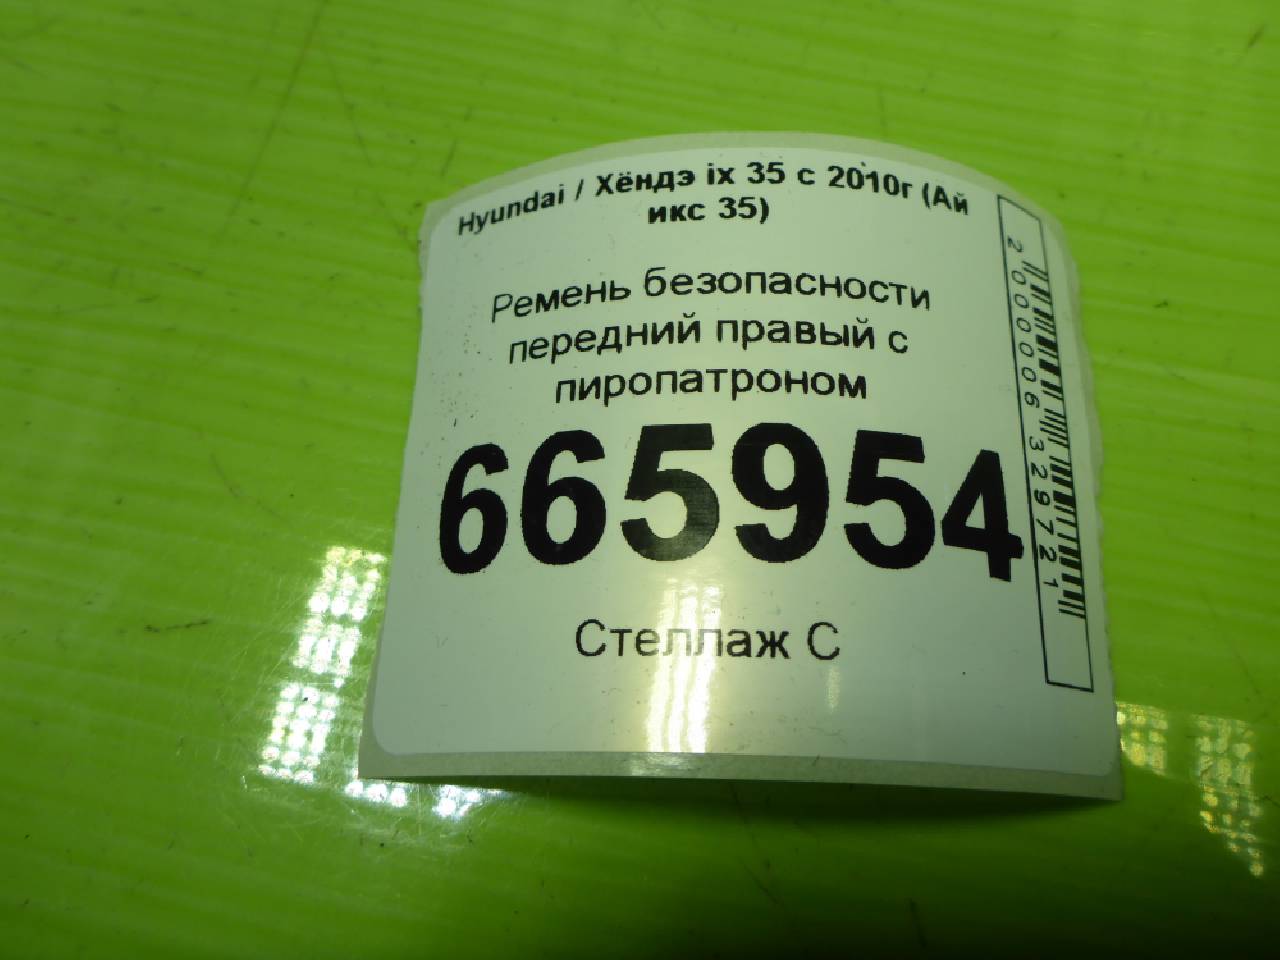 Hyundai / Хёндэ ix 35 с 2010г (Ай
икс 35)
Ремень безопасности
передний правый с
пиропатроном
665954
Стеллаж С
2000006329721